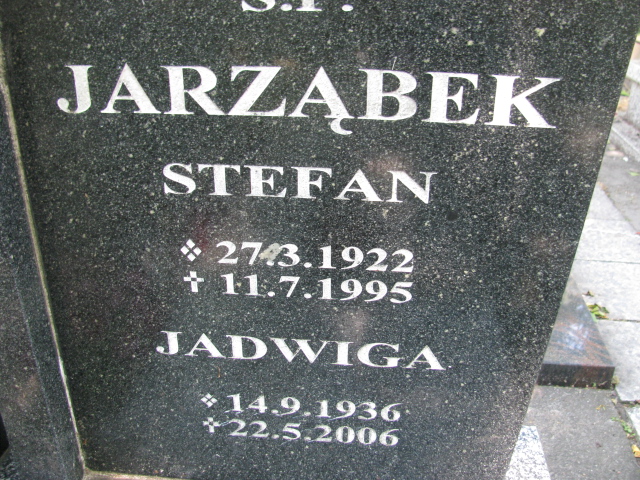 Ś.P.
JARZĄBEK
STEFAN
❖ 27.3.1922
✝ 11.7.1995
JADWIGA
❖ 14.9.1936
✝ 22.5.2006